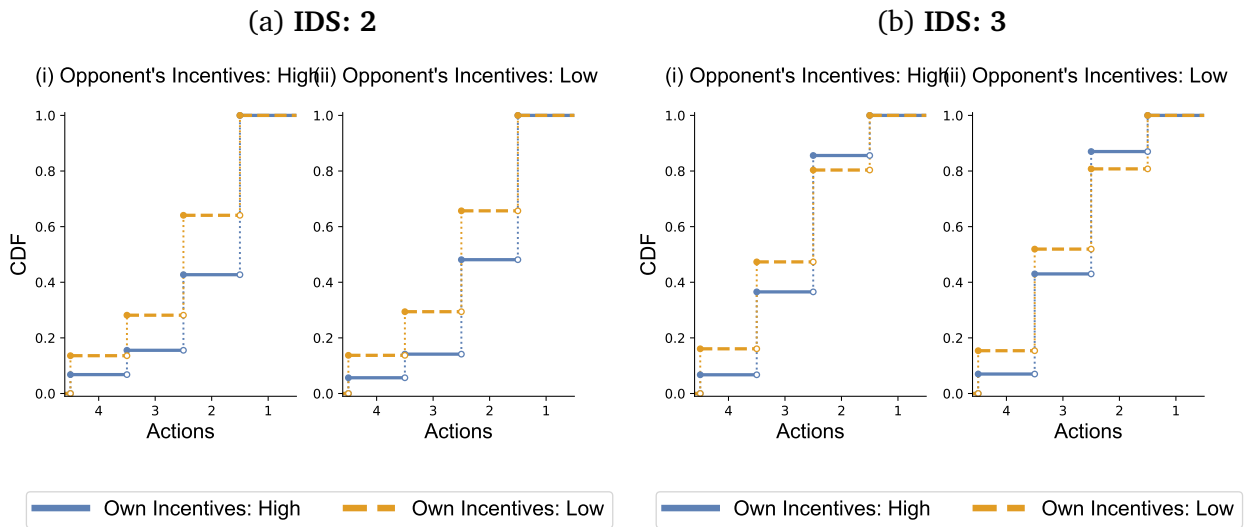 (a) IDS: 2
(b) IDS: 3
(i) Opponent's Incentives: High
(ii) Opponent's Incentives: Low
(i) Opponent's Incentives: High
(ii) Opponent's Incentives: Low
CDF
1.0
0.8
0.6
0.4
0.2
0.0
4 3 2 1
Actions
1.0
0.8
0.6
0.4
0.2
0.0
4 3 2 1
Actions
CDF
1.0
0.8
0.6
0.4
0.2
0.0
4 3 2 1
Actions
1.0
0.8
0.6
0.4
0.2
0.0
4 3 2 1
Actions
Own Incentives: High
Own Incentives: Low
Own Incentives: High
Own Incentives: Low